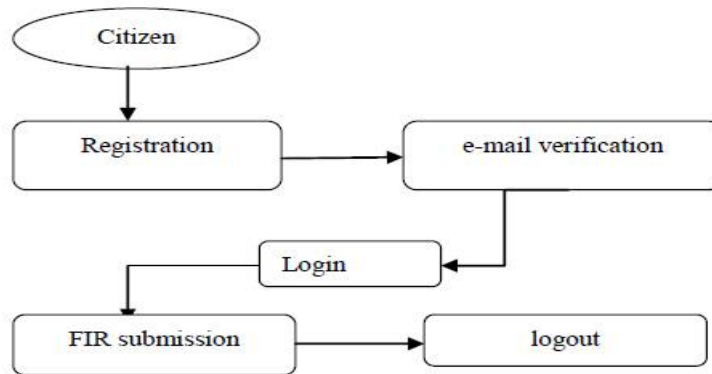 Citizen
Registration
e-mail verification
Login
FIR submission
logout